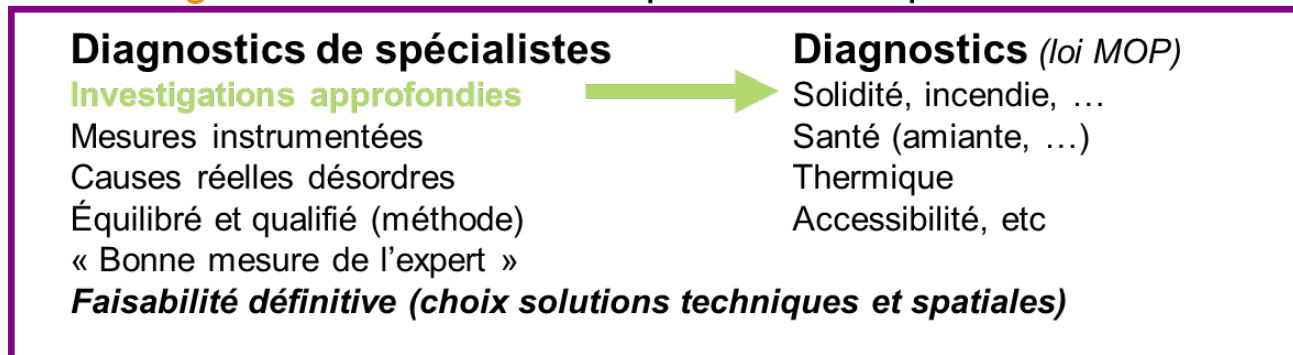 Diagnostics de spécialistes
Investigations approfondies
Mesures instrumentées
Causes réelles désordres
Équilibré et qualifié (méthode)
« Bonne mesure de l'expert »
Diagnostics (loi MOP)
Solidité, incendie, …
Santé (amiante, …)
Thermique
Accessibilité, etc
Faisabilité définitive (choix solutions techniques et spatiales)